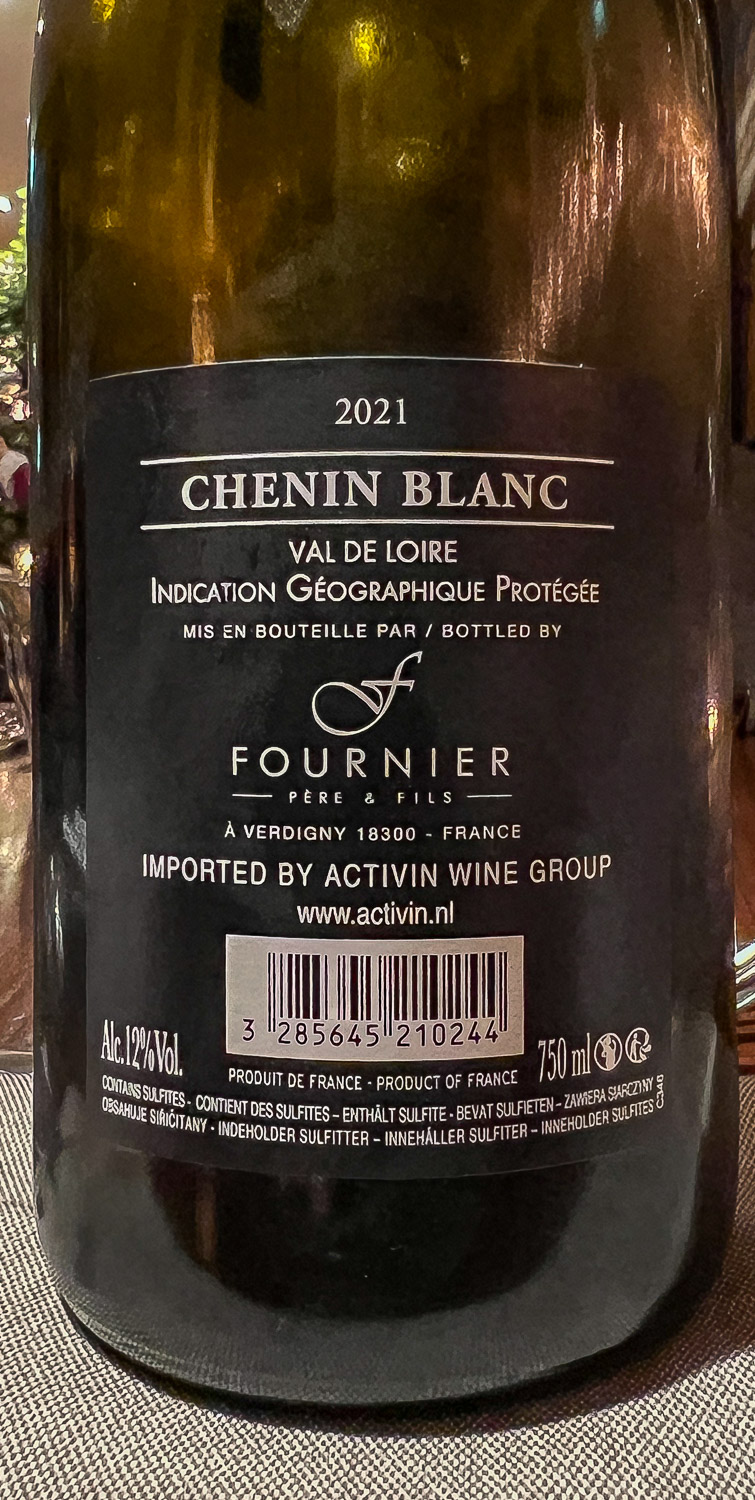 2021
CHENIN BLANC
VAL DE LOIRE
INDICATION GÉOGRAPHIQUE PROTÉGÉE
MIS EN BOUTEILLE PAR / BOTTLED BY
f
FOURNIER
PÈRE & FILS
À VERDIGNY 18300 - FRANCE
IMPORTED BY ACTIVIN WINE GROUP
www.activin.nl
3 285645 210244
Alc.12%Vol.
750 ml
PRODUIT DE FRANCE - PRODUCT OF FRANCE
CONTAINS SULFITES - CONTIENT DES SULFITES - ENTHÄLT SULFITE - BEVAT SULFIETEN - ZAWIERA SIARCZYNY
OBSAHUJE SIŘIČITANY - INDEHOLDER SULFITTER - INNEHÅLLER SULFITER - INNEHOLDER SULFITES